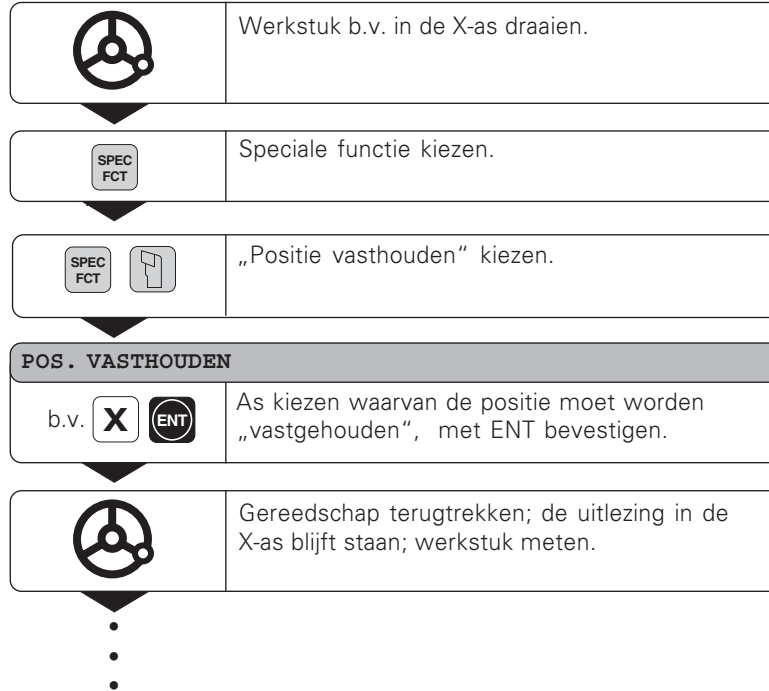 Werkstuk b.v. in de X-as draaien.
SPEC
FCT
Speciale functie kiezen.
SPEC
FCT
„Positie vasthouden“ kiezen.
POS. VASTHOUDEN
b.v. X ENT
As kiezen waarvan de positie moet worden
„vastgehouden“, met ENT bevestigen.
Gereedschap terugtrekken; de uitlezing in de
X-as blijft staan; werkstuk meten.